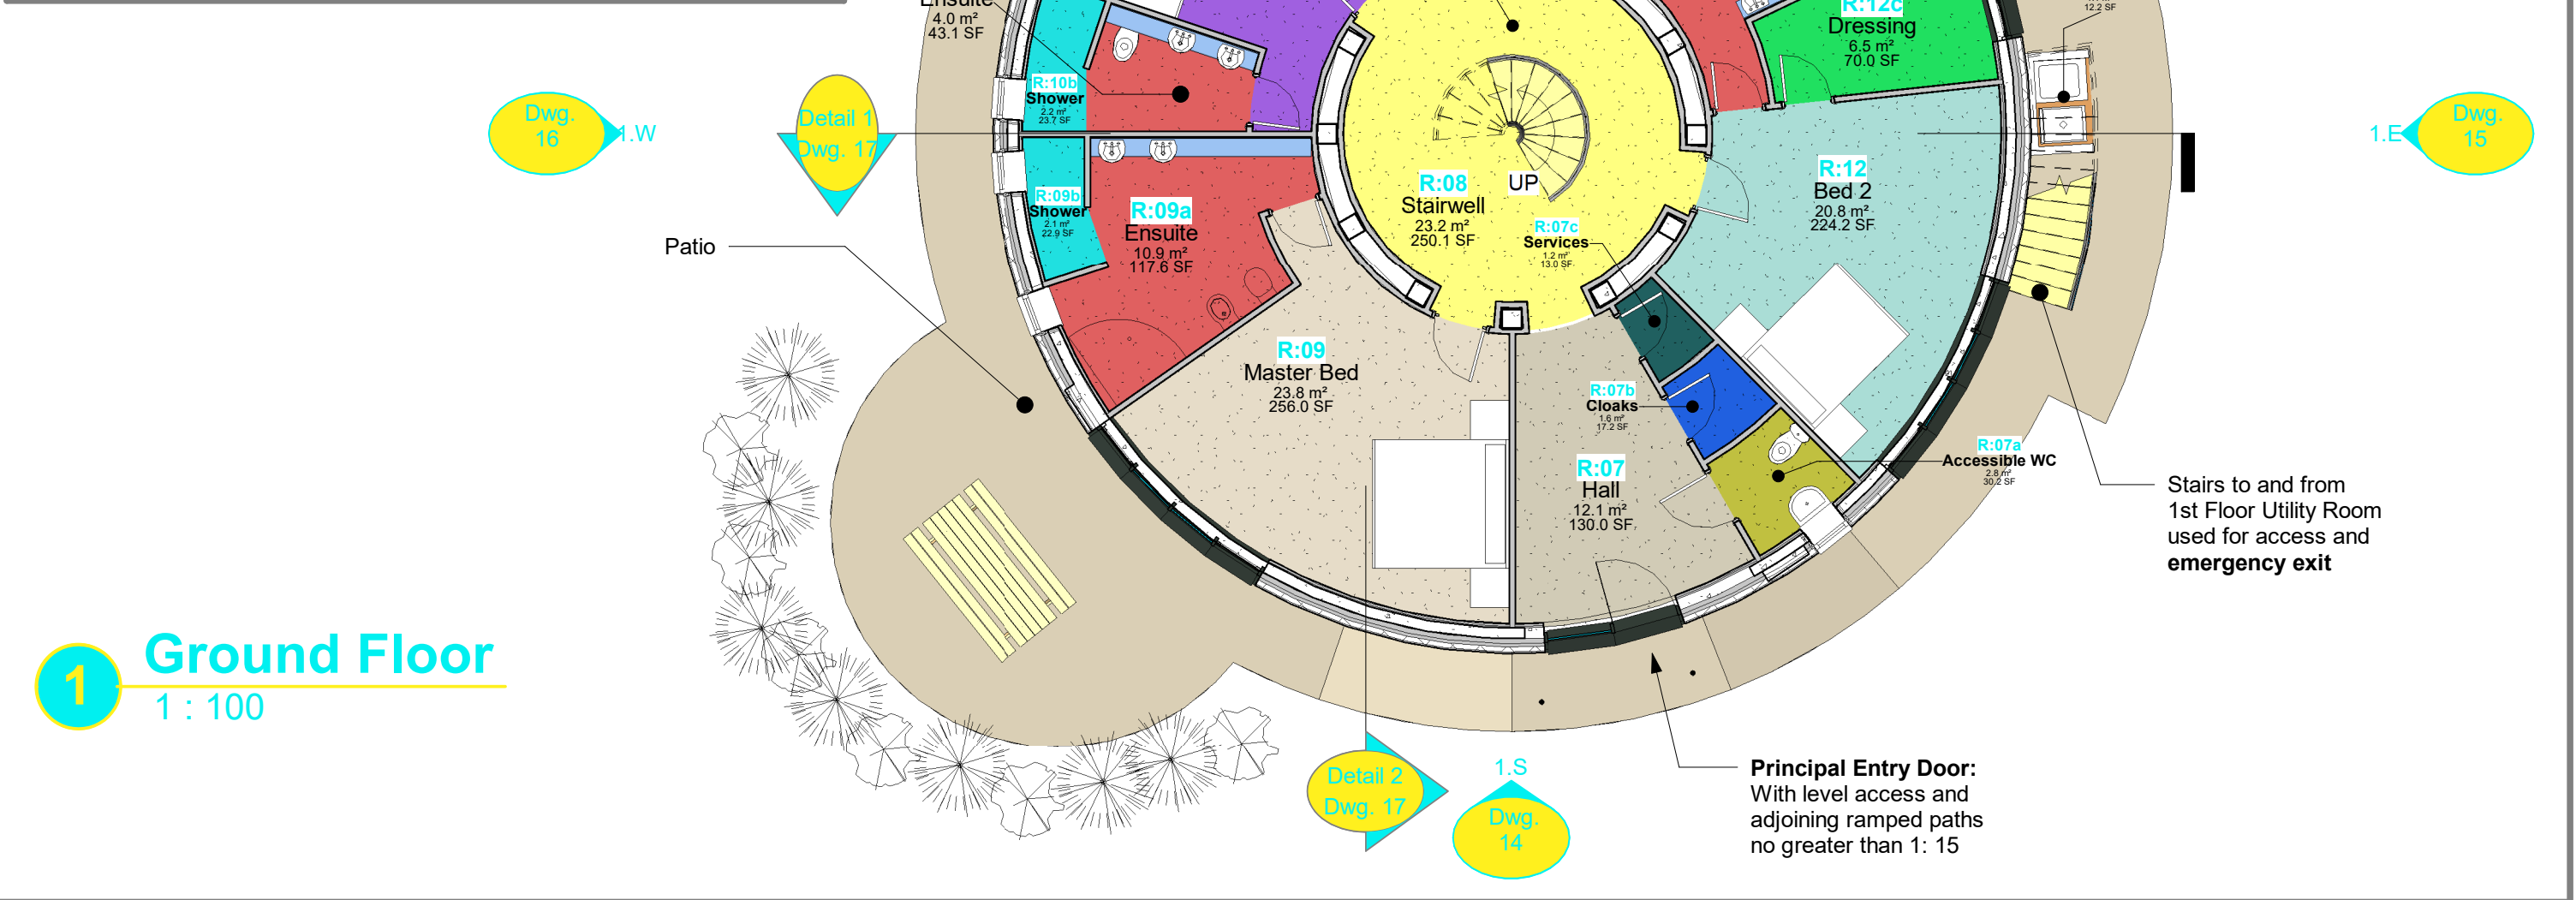 Ensuite
4.0 m²
43.1 SF
R:12c
Dressing
6.5 m²
70.0 SF
12.2 SF
R:10b
Shower
2.2 m²
23.7 SF
Dwg.
16
1.W
Detail 1
Dwg. 17
1.E
Dwg.
15
R:09b
Shower
2.1 m²
22.9 SF
R:09a
Ensuite
10.9 m²
117.6 SF
R:08
Stairwell
23.2 m²
250.1 SF
UP
R:07c
Services
1.2 m²
13.0 SF
R:12
Bed 2
20.8 m²
224.2 SF
Patio
R:09
Master Bed
23.8 m²
256.0 SF
R:07b
Cloaks
1.6 m²
17.2 SF
R:07
Hall
12.1 m²
130.0 SF
R:07a
Accessible WC
2.8 m²
30.2 SF
Stairs to and from
1st Floor Utility Room
used for access and
emergency exit
1
Ground Floor
1 : 100
Detail 2
Dwg. 17
1.S
Dwg.
14
Principal Entry Door:
With level access and
adjoining ramped paths
no greater than 1: 15